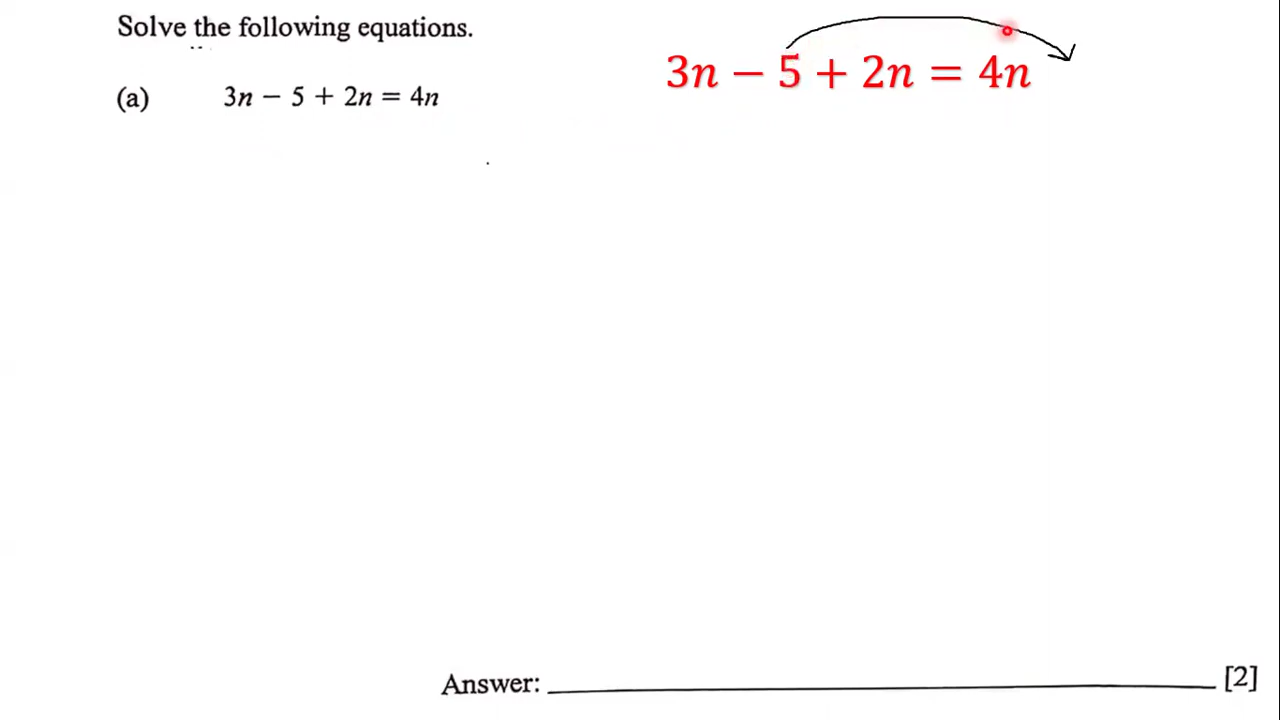 Solve the following equations.
3n − 5 + 2n = 4n
(a) 3n − 5 + 2n = 4n
Answer: [2]